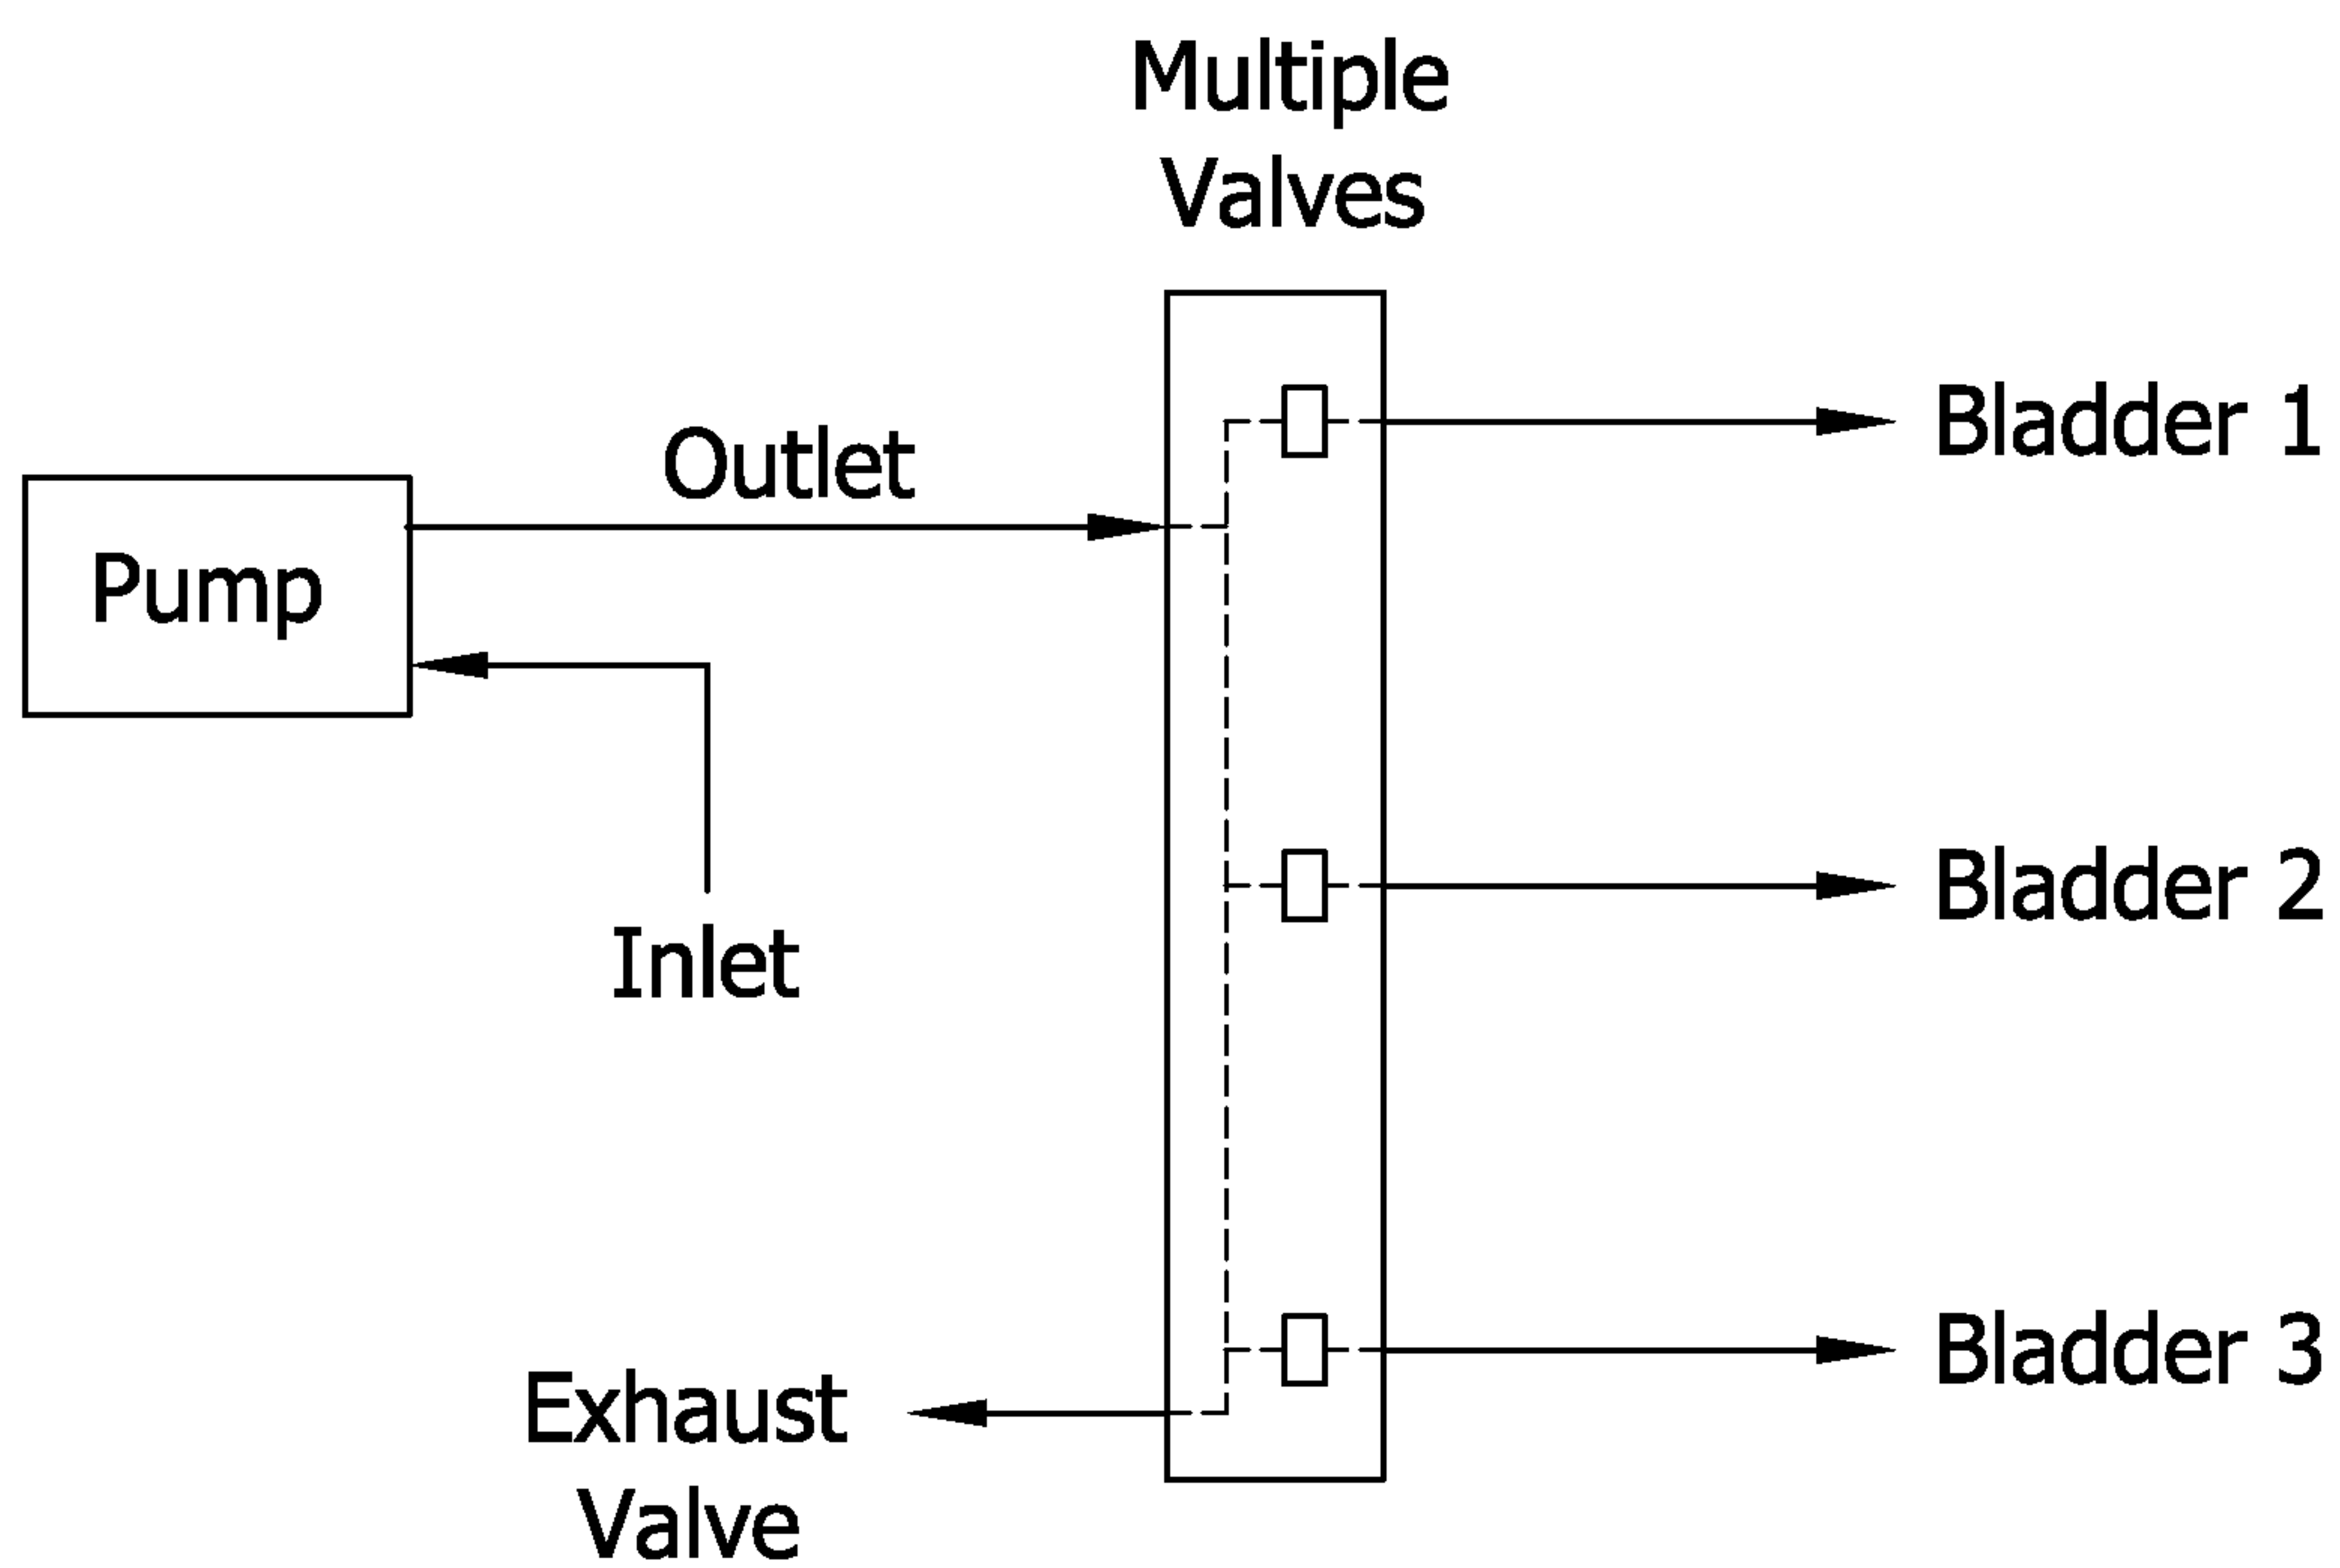 Multiple
Valves
Outlet
Bladder 1
Pump
Bladder 2
Inlet
Bladder 3
Exhaust
Valve